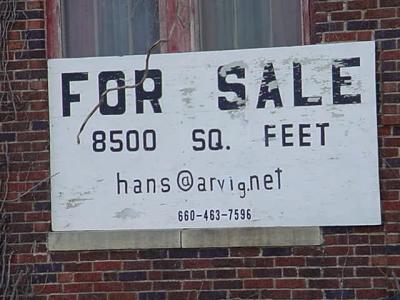 FOR SALE
8500 SQ. FEET
hans@arvig.net
660-463-7596